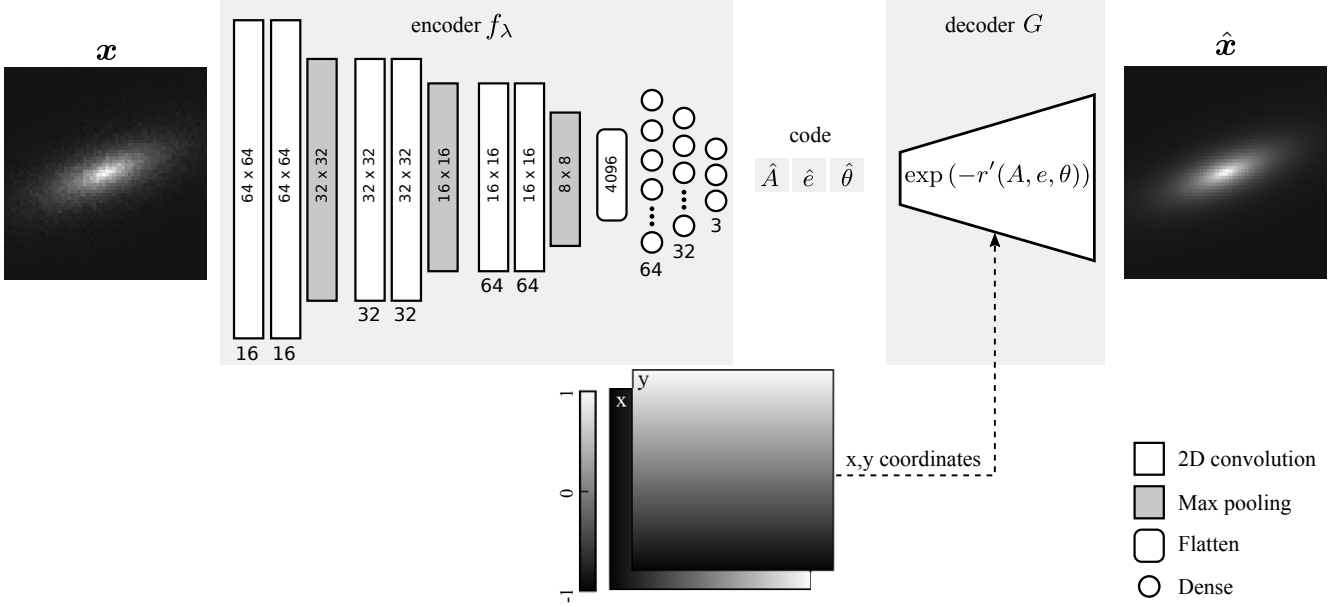 encoder f_λ
decoder G
x
x̂
64 x 64
64 x 64
32 x 32
32 x 32
32 x 32
16 x 16
16 x 16
16 x 16
8 x 8
4096
16
16
32
32
64
64
64
32
3
code
Â ê θ̂
exp (−r′(A, e, θ))
y
x
1
0
-1
x,y coordinates
2D convolution
Max pooling
Flatten
Dense